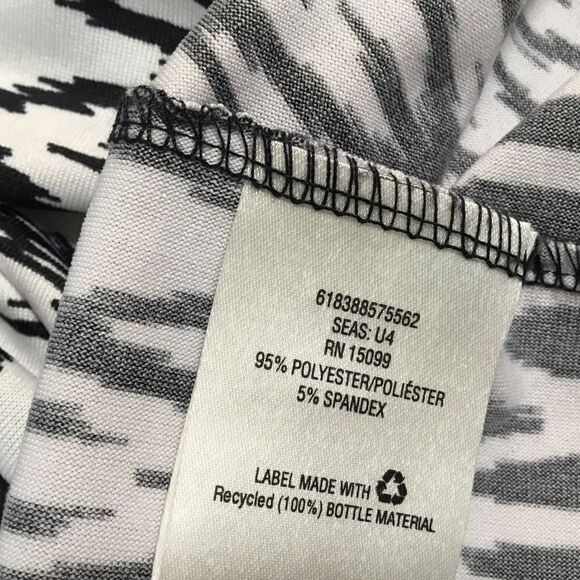 618388575562
SEAS: U4
RN 15099
95% POLYESTER/POLIÉSTER
5% SPANDEX
LABEL MADE WITH
Recycled (100%) BOTTLE MATERIAL